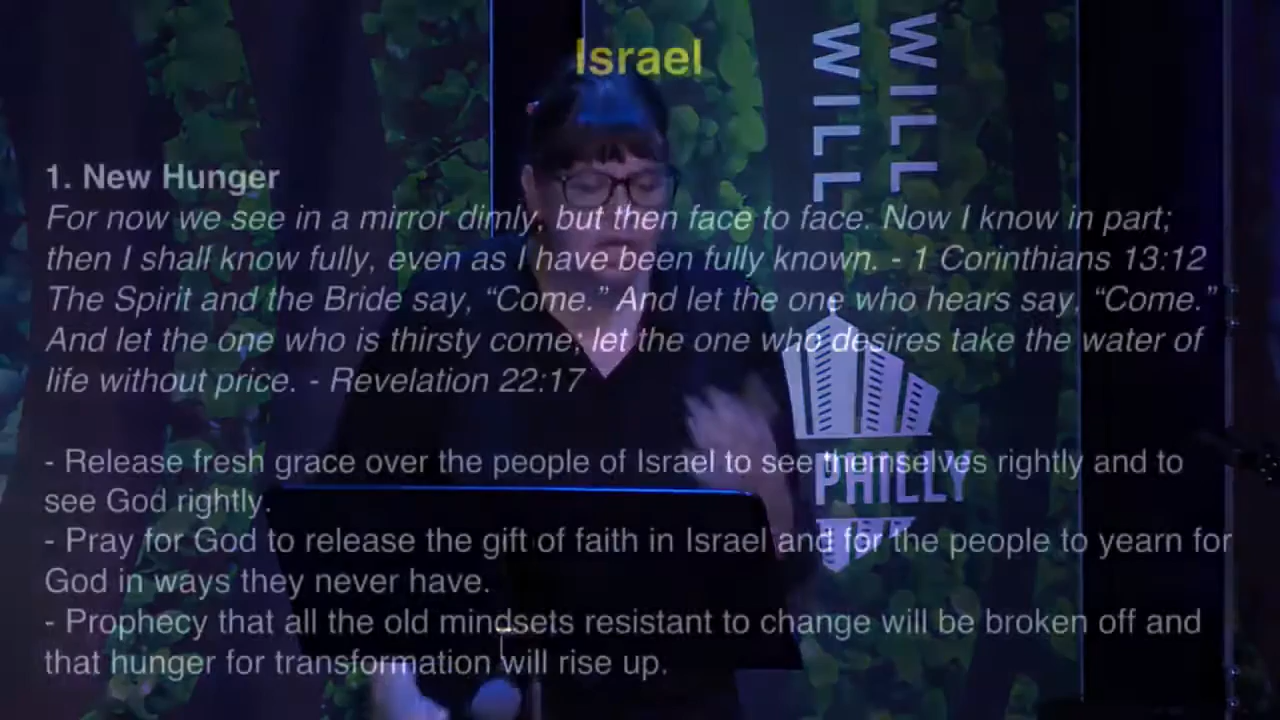 Israel
WILL
WILL
1. New Hunger
For now we see in a mirror dimly, but then face to face. Now I know in part;
then I shall know fully, even as I have been fully known. - 1 Corinthians 13:12
The Spirit and the Bride say, “Come.” And let the one who hears say, “Come.”
And let the one who is thirsty come; let the one who desires take the water of
life without price. - Revelation 22:17
- Release fresh grace over the people of Israel to see themselves rightly and to
see God rightly.
PHILLY
- Pray for God to release the gift of faith in Israel and for the people to yearn for
God in ways they never have.
- Prophecy that all the old mindsets resistant to change will be broken off and
that hunger for transformation will rise up.